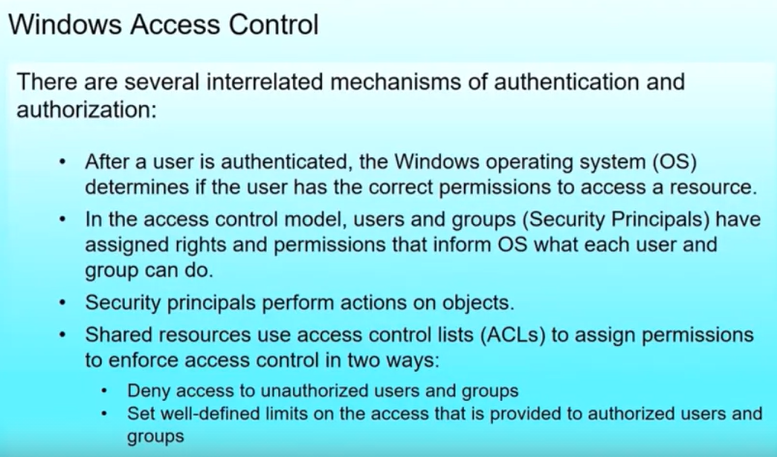 Windows Access Control
There are several interrelated mechanisms of authentication and
authorization:
• After a user is authenticated, the Windows operating system (OS)
determines if the user has the correct permissions to access a resource.
• In the access control model, users and groups (Security Principals) have
assigned rights and permissions that inform OS what each user and
group can do.
• Security principals perform actions on objects.
• Shared resources use access control lists (ACLs) to assign permissions
to enforce access control in two ways:
• Deny access to unauthorized users and groups
• Set well-defined limits on the access that is provided to authorized users and
groups